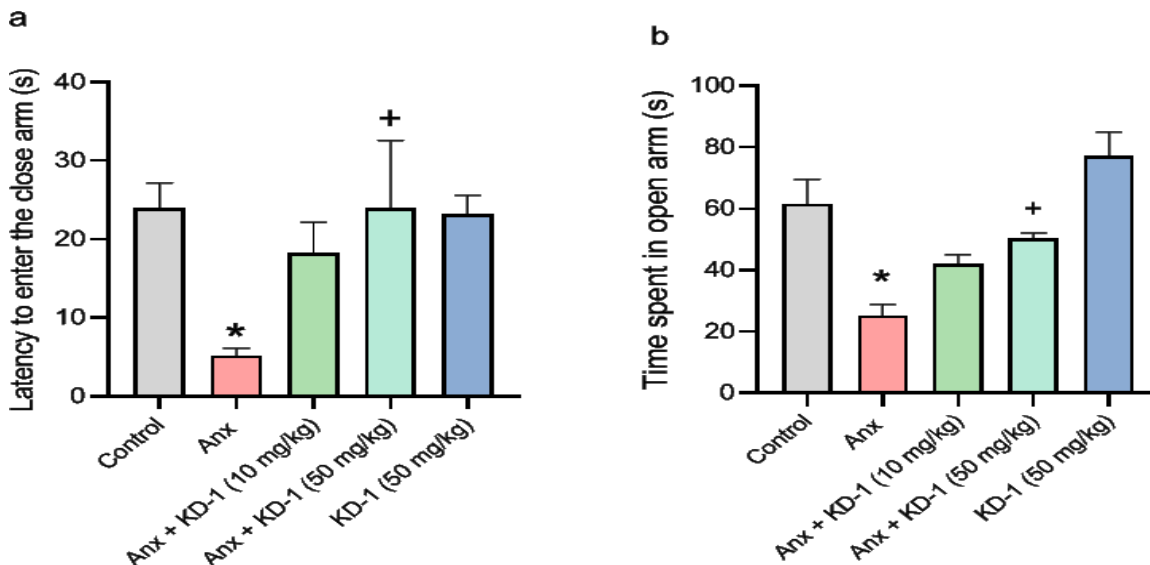 a
Latency to enter the close arm (s)
40
30
20
10
0
*
+
Control
Anx
Anx + KD-1 (10 mg/kg)
Anx + KD-1 (50 mg/kg)
KD-1 (50 mg/kg)
b
Time spent in open arm (s)
100
80
60
40
20
0
*
+
Control
Anx
Anx + KD-1 (10 mg/kg)
Anx + KD-1 (50 mg/kg)
KD-1 (50 mg/kg)